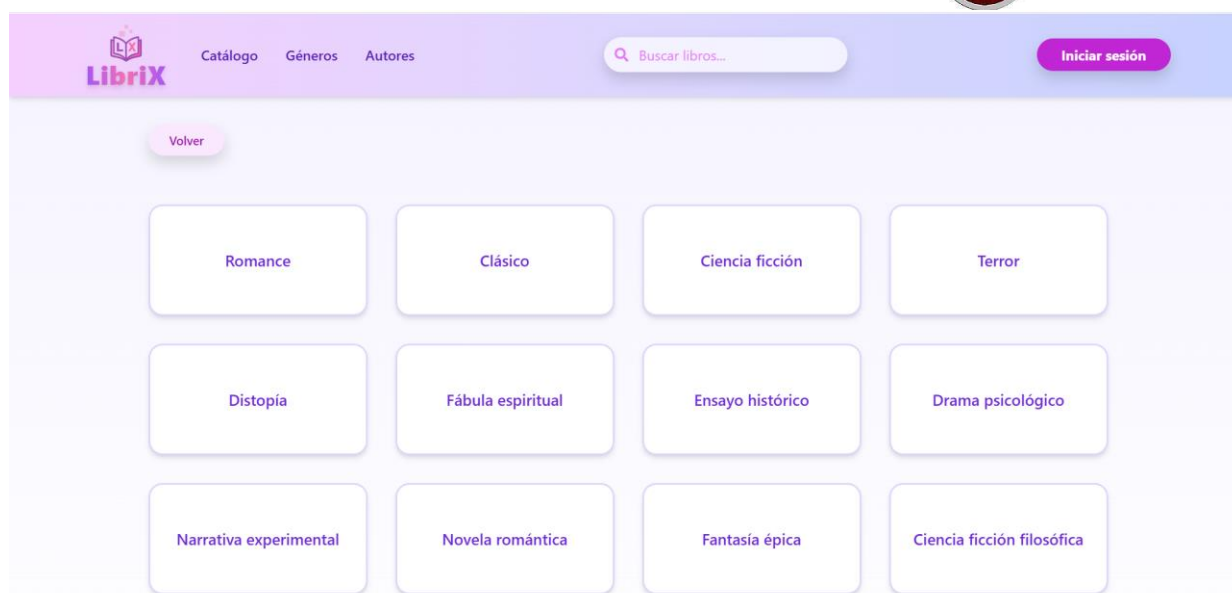 LX
LibriX
Catálogo Géneros Autores
Buscar libros...
Iniciar sesión
Volver
Romance Clásico Ciencia ficción Terror
Distopía Fábula espiritual Ensayo histórico Drama psicológico
Narrativa experimental Novela romántica Fantasía épica Ciencia ficción filosófica